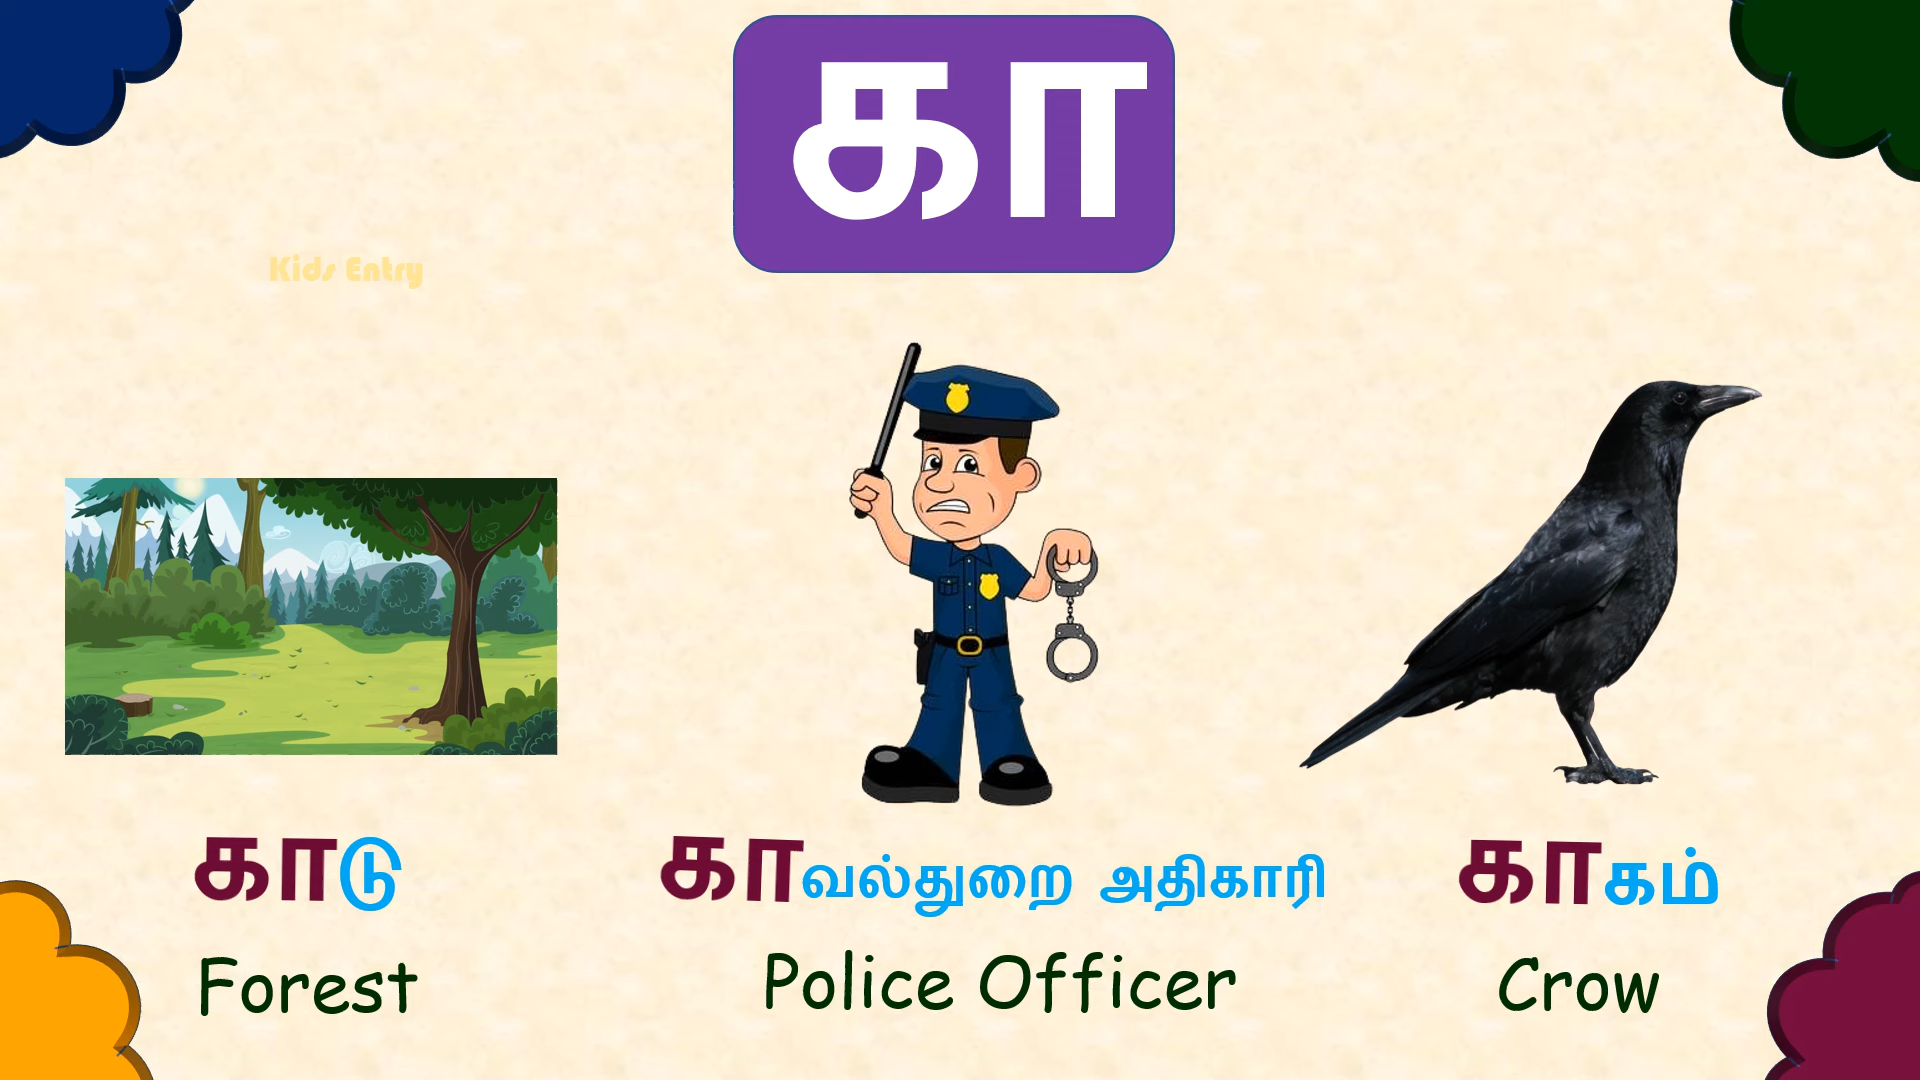 கா
Kids Entry
காடு
காவல்துறை அதிகாரி
காகம்
Forest
Police Officer
Crow